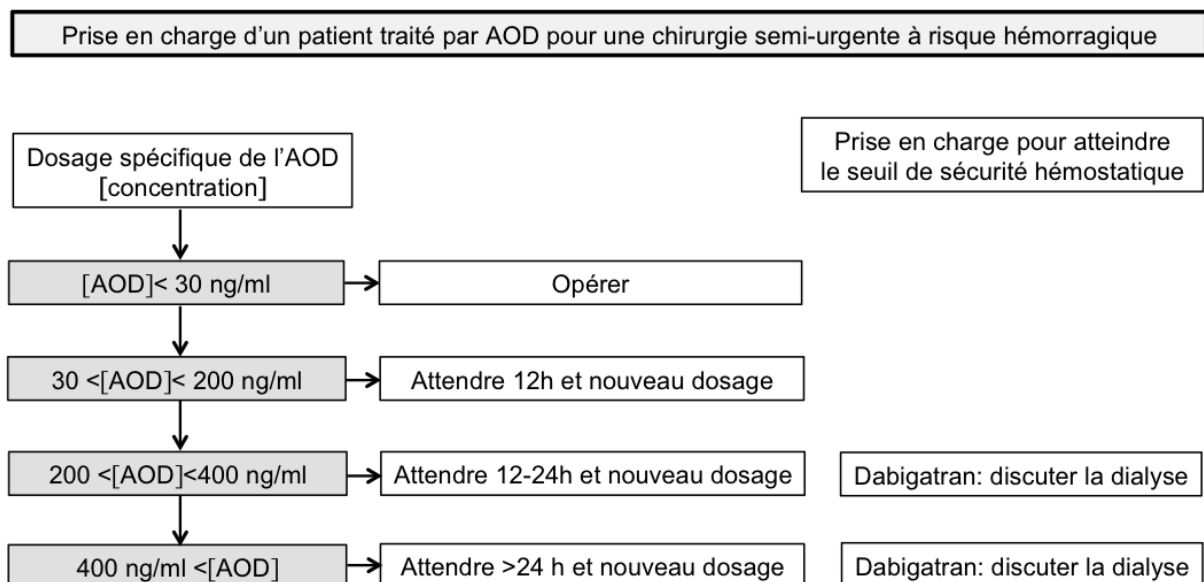 Prise en charge d'un patient traité par AOD pour une chirurgie semi-urgente à risque hémorragique
Dosage spécifique de l'AOD
[concentration]
Prise en charge pour atteindre
le seuil de sécurité hémostatique
[AOD]< 30 ng/ml
Opérer
30 <[AOD]< 200 ng/ml
Attendre 12h et nouveau dosage
200 <[AOD]<400 ng/ml
Attendre 12-24h et nouveau dosage
Dabigatran: discuter la dialyse
400 ng/ml <[AOD]
Attendre >24 h et nouveau dosage
Dabigatran: discuter la dialyse